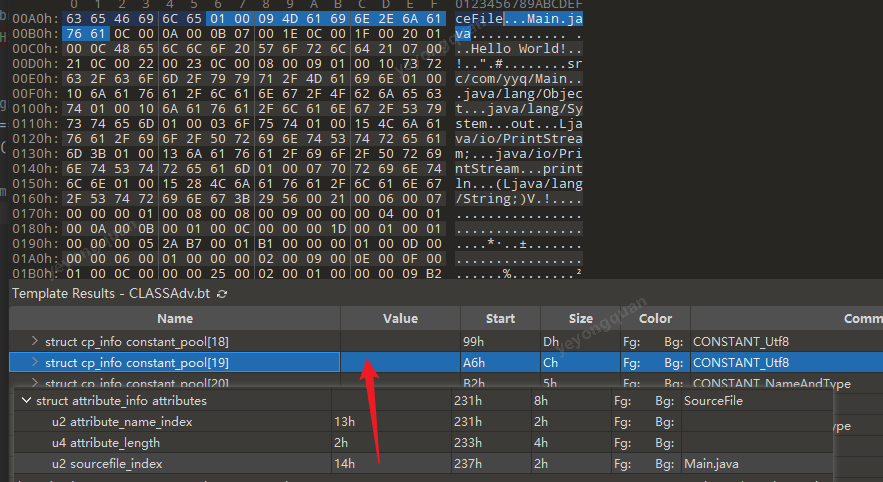 0 1 2 3 4 5 6 7 8 9 A B C D E F 0123456789ABCDEF
00A0h: 63 65 46 69 6C 65 01 00 09 4D 61 69 6E 2E 6A 61 ceFile...Main.ja
00B0h: 76 61 0C 00 0A 00 0B 07 00 1E 0C 00 1F 00 20 01 va............ .
00C0h: 00 0C 48 65 6C 6C 6F 20 57 6F 72 6C 64 21 07 00 ..Hello World!..
00D0h: 21 0C 00 22 00 23 0C 00 08 00 09 01 00 10 73 72 !..".#........sr
00E0h: 63 2F 63 6F 6D 2F 79 79 71 2F 4D 61 69 6E 01 00 c/com/yyq/Main..
00F0h: 10 6A 61 76 61 2F 6C 61 6E 67 2F 4F 62 6A 65 63 .java/lang/Objec
0100h: 74 01 00 10 6A 61 76 61 2F 6C 61 6E 67 2F 53 79 t...java/lang/Sy
0110h: 73 74 65 6D 01 00 03 6F 75 74 01 00 15 4C 6A 61 stem...out...Lja
0120h: 76 61 2F 69 6F 2F 50 72 69 6E 74 53 74 72 65 61 va/io/PrintStrea
0130h: 6D 3B 01 00 13 6A 61 76 61 2F 69 6F 2F 50 72 69 m;...java/io/Pri
0140h: 6E 74 53 74 72 65 61 6D 01 00 07 70 72 69 6E 74 ntStream...print
0150h: 6C 6E 01 00 15 28 4C 6A 61 76 61 2F 6C 61 6E 67 ln...(Ljava/lang
0160h: 2F 53 74 72 69 6E 67 3B 29 56 00 21 00 06 00 07 /String;)V.!....
0170h: 00 00 00 01 00 08 00 08 00 09 00 00 00 04 00 01 ................
0180h: 00 0A 00 0B 00 01 00 0C 00 00 00 1D 00 01 00 01 ................
0190h: 00 00 00 05 2A B7 00 01 B1 00 00 00 01 00 0D 00 ....*·..±.......
01A0h: 00 00 06 00 01 00 00 00 02 00 09 00 0E 00 0F 00 ................
01B0h: 01 00 0C 00 00 00 25 00 02 00 01 00 00 00 09 B2 ......%........²
Template Results - CLASSAdv.bt
Name Value Start Size Color Comm
struct cp_info constant_pool[18] 99h Dh Fg: Bg: CONSTANT_Utf8
struct cp_info constant_pool[19] A6h Ch Fg: Bg: CONSTANT_Utf8
struct cp_info constant_pool[20] B2h 5h Fg: Bg: CONSTANT_NameAndType
struct attribute_info attributes 231h 8h Fg: Bg: SourceFile
u2 attribute_name_index 13h 231h 2h Fg: Bg: ype
u4 attribute_length 2h 233h 4h Fg: Bg:
u2 sourcefile_index 14h 237h 2h Fg: Bg: Main.java ype
yeyongquan
yeyongquan
yeyongquan